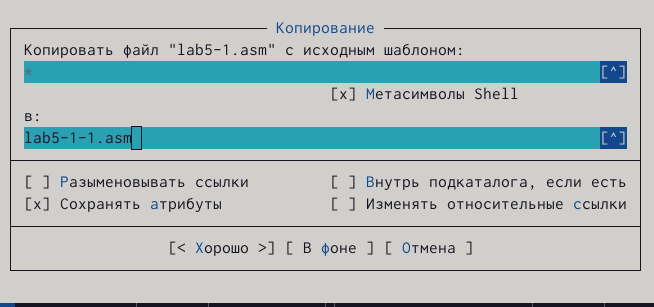 Копирование
Копировать файл "lab5-1.asm" с исходным шаблоном:
* [^]
[x] Метасимволы Shell
в:
lab5-1-1.asm [^]
[ ] Разыменовывать ссылки [ ] Внутрь подкаталога, если есть
[x] Сохранять атрибуты [ ] Изменять относительные ссылки
[< Хорошо >] [ В фоне ] [ Отмена ]